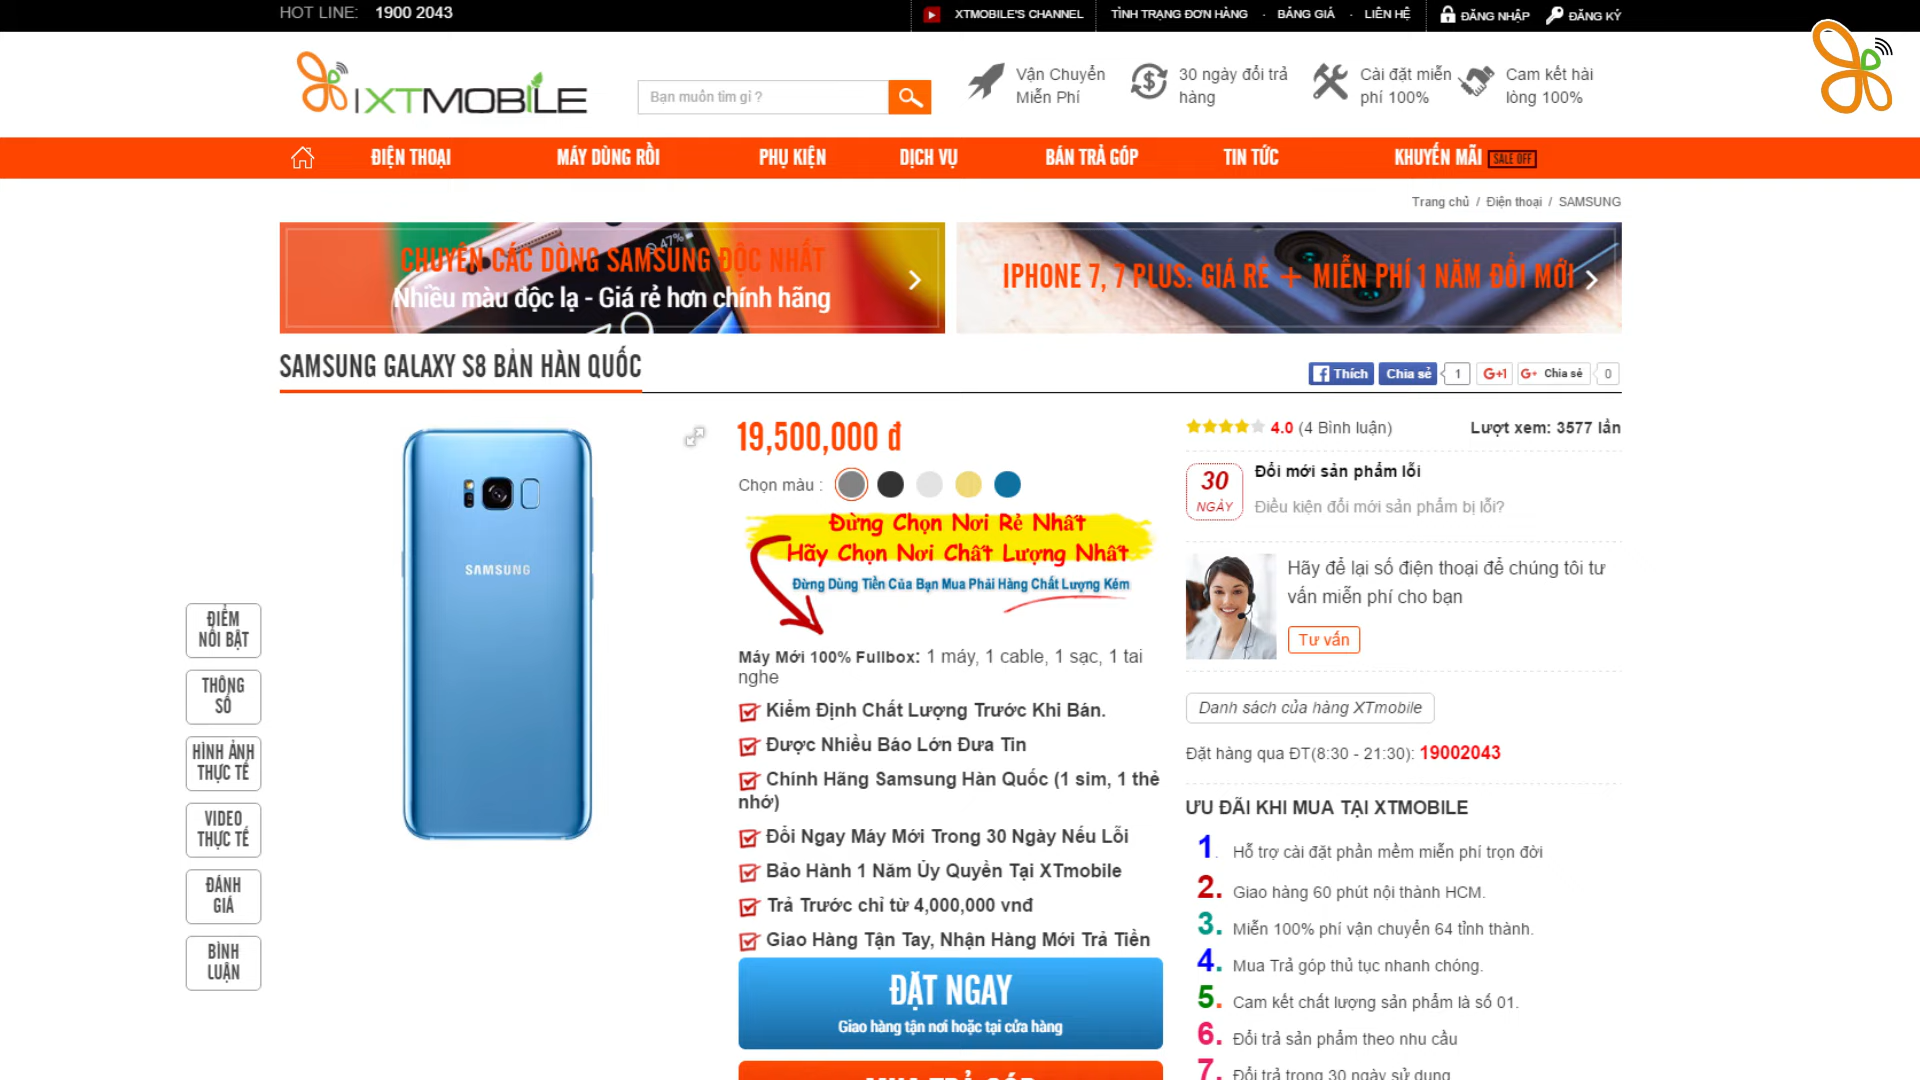 HOT LINE: 1900 2043
XTMOBILE'S CHANNEL
TÌNH TRẠNG ĐƠN HÀNG · BẢNG GIÁ · LIÊN HỆ
ĐĂNG NHẬP ĐĂNG KÝ
XTMOBILE
Bạn muốn tìm gì ?
Vận Chuyển
Miễn Phí
30 ngày đổi trả
hàng
Cài đặt miễn
phí 100%
Cam kết hài
lòng 100%
ĐIỆN THOẠI MÁY DÙNG RỒI PHỤ KIỆN DỊCH VỤ BÁN TRẢ GÓP TIN TỨC KHUYẾN MÃI SALE OFF
Trang chủ / Điện thoại / SAMSUNG
47%
CHUYÊN CÁC DÒNG SAMSUNG ĐỘC NHẤT
Nhiều màu độc lạ - Giá rẻ hơn chính hãng
IPHONE 7, 7 PLUS: GIÁ RẺ + MIỄN PHÍ 1 NĂM ĐỔI MỚI
SAMSUNG GALAXY S8 BẢN HÀN QUỐC
Thích Chia sẻ 1 G+1 G+ Chia sẻ 0
SAMSUNG
19,500,000 đ
Chọn màu :
Đừng Chọn Nơi Rẻ Nhất
Hãy Chọn Nơi Chất Lượng Nhất
Đừng Dùng Tiền Của Bạn Mua Phải Hàng Chất Lượng Kém
Máy Mới 100% Fullbox: 1 máy, 1 cable, 1 sạc, 1 tai
nghe
Kiểm Định Chất Lượng Trước Khi Bán.
Được Nhiều Báo Lớn Đưa Tin
Chính Hãng Samsung Hàn Quốc (1 sim, 1 thẻ
nhớ)
Đổi Ngay Máy Mới Trong 30 Ngày Nếu Lỗi
Bảo Hành 1 Năm Ủy Quyền Tại XTmobile
Trả Trước chỉ từ 4,000,000 vnđ
Giao Hàng Tận Tay, Nhận Hàng Mới Trả Tiền
ĐẶT NGAY
Giao hàng tận nơi hoặc tại cửa hàng
MUA TRẢ GÓP
4.0 (4 Bình luận) Lượt xem: 3577 lần
30
NGÀY
Đổi mới sản phẩm lỗi
Điều kiện đổi mới sản phẩm bị lỗi?
Hãy để lại số điện thoại để chúng tôi tư
vấn miễn phí cho bạn
Tư vấn
Danh sách của hàng XTmobile
Đặt hàng qua ĐT(8:30 - 21:30): 19002043
ƯU ĐÃI KHI MUA TẠI XTMOBILE
1. Hỗ trợ cài đặt phần mềm miễn phí trọn đời
2. Giao hàng 60 phút nội thành HCM.
3. Miễn 100% phí vận chuyển 64 tỉnh thành.
4. Mua Trả góp thủ tục nhanh chóng.
5. Cam kết chất lượng sản phẩm là số 01.
6. Đổi trả sản phẩm theo nhu cầu
7. Đổi trả trong 30 ngày sử dụng
ĐIỂM
NỔI BẬT
THÔNG
SỐ
HÌNH ẢNH
THỰC TẾ
VIDEO
THỰC TẾ
ĐÁNH
GIÁ
BÌNH
LUẬN